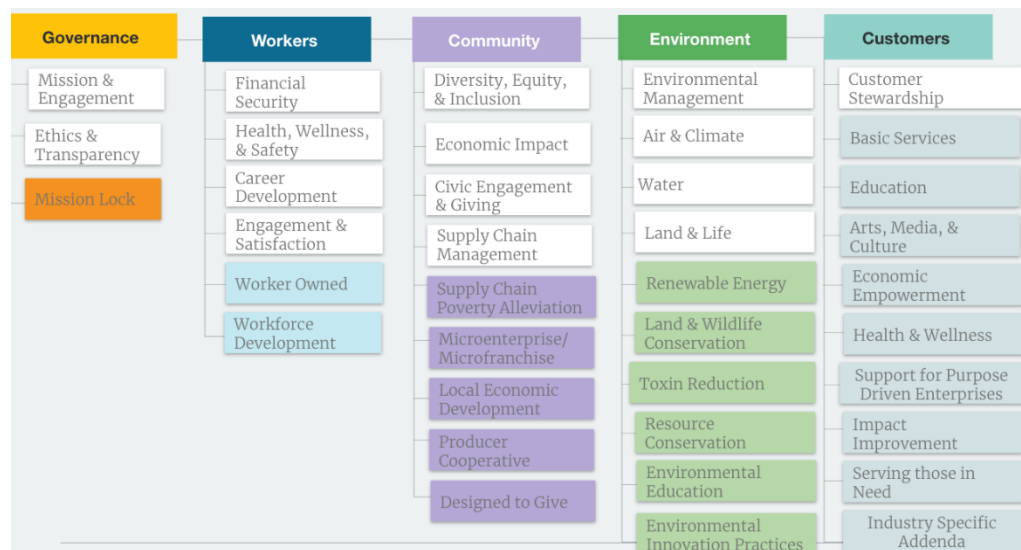 Governance
Mission &
Engagement
Ethics &
Transparency
Mission Lock
Workers
Financial
Security
Health, Wellness,
& Safety
Career
Development
Engagement &
Satisfaction
Worker Owned
Workforce
Development
Community
Diversity, Equity,
& Inclusion
Economic Impact
Civic Engagement
& Giving
Supply Chain
Management
Supply Chain
Poverty Alleviation
Microenterprise/
Microfranchise
Local Economic
Development
Producer
Cooperative
Designed to Give
Environment
Environmental
Management
Air & Climate
Water
Land & Life
Renewable Energy
Land & Wildlife
Conservation
Toxin Reduction
Resource
Conservation
Environmental
Education
Environmental
Innovation Practices
Customers
Customer
Stewardship
Basic Services
Education
Arts, Media, &
Culture
Economic
Empowerment
Health & Wellness
Support for Purpose
Driven Enterprises
Impact
Improvement
Serving those in
Need
Industry Specific
Addenda